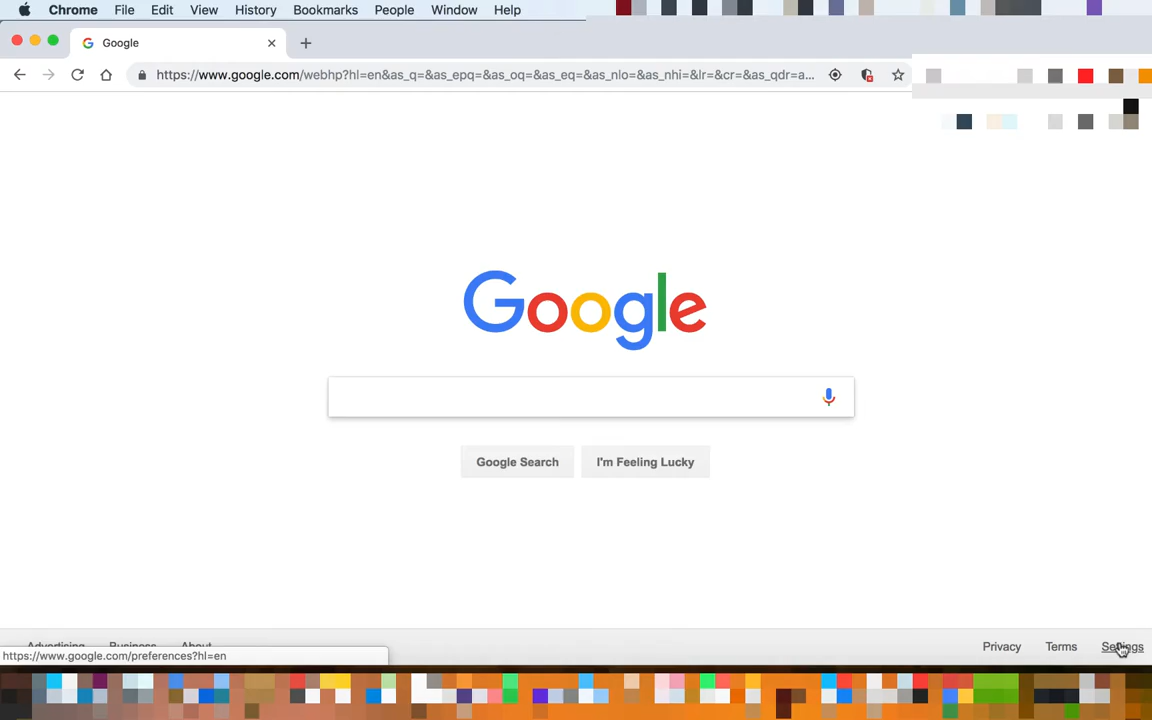 Chrome File Edit View History Bookmarks People Window Help
Google
https://www.google.com/webhp?hl=en&as_q=&as_epq=&as_oq=&as_eq=&as_nlo=&as_nhi=&lr=&cr=&as_qdr=a...
Google
Google Search I'm Feeling Lucky
Advertising Business About Privacy Terms Settings
https://www.google.com/preferences?hl=en